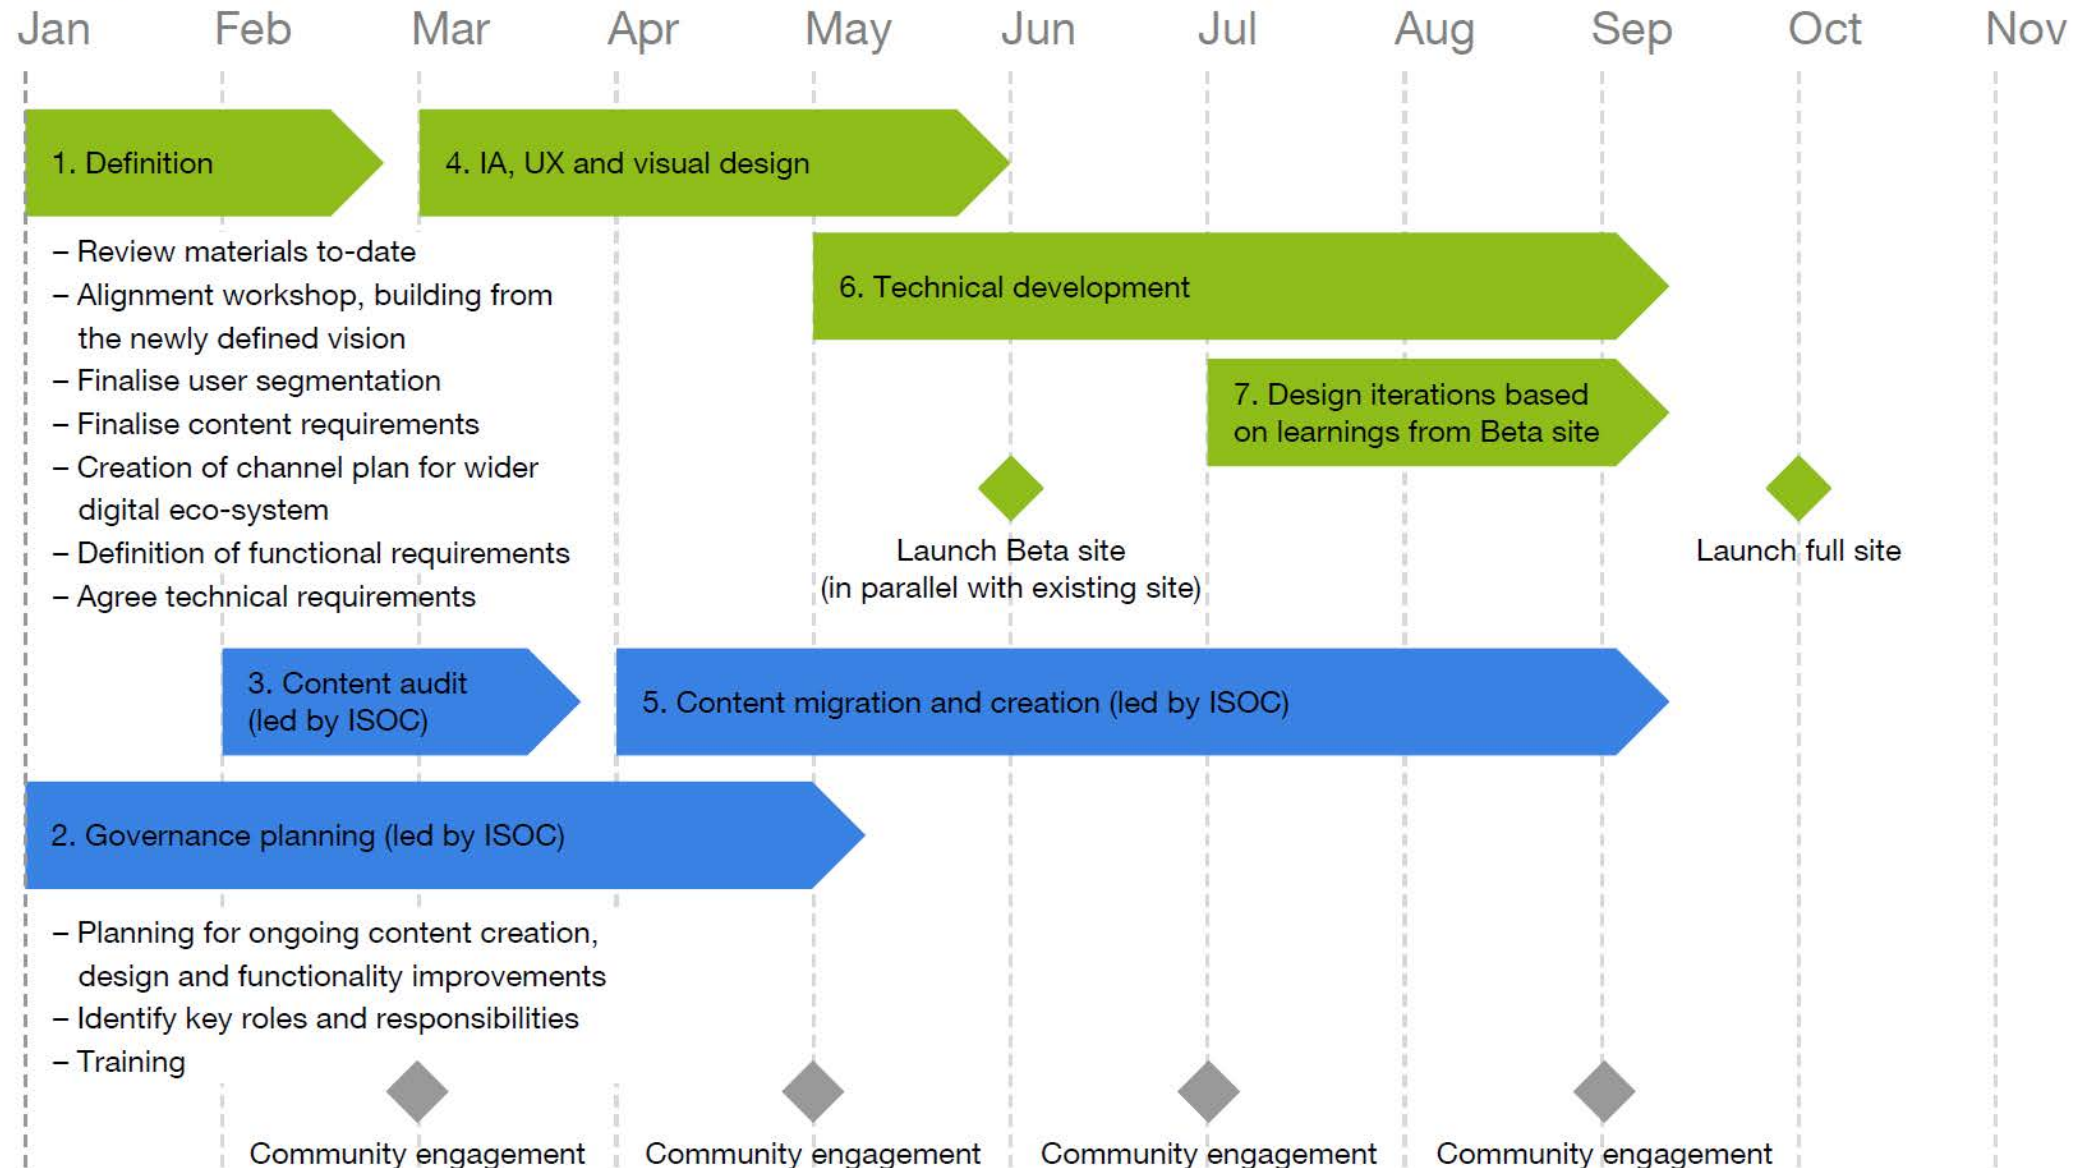 Jan Feb Mar Apr May Jun Jul Aug Sep Oct Nov
1. Definition
4. IA, UX and visual design
– Review materials to-date
– Alignment workshop, building from
the newly defined vision
– Finalise user segmentation
– Finalise content requirements
– Creation of channel plan for wider
digital eco-system
– Definition of functional requirements
– Agree technical requirements
6. Technical development
7. Design iterations based
on learnings from Beta site
Launch Beta site
(in parallel with existing site)
Launch full site
3. Content audit
(led by ISOC)
5. Content migration and creation (led by ISOC)
2. Governance planning (led by ISOC)
– Planning for ongoing content creation,
design and functionality improvements
– Identify key roles and responsibilities
– Training
Community engagement
Community engagement
Community engagement
Community engagement